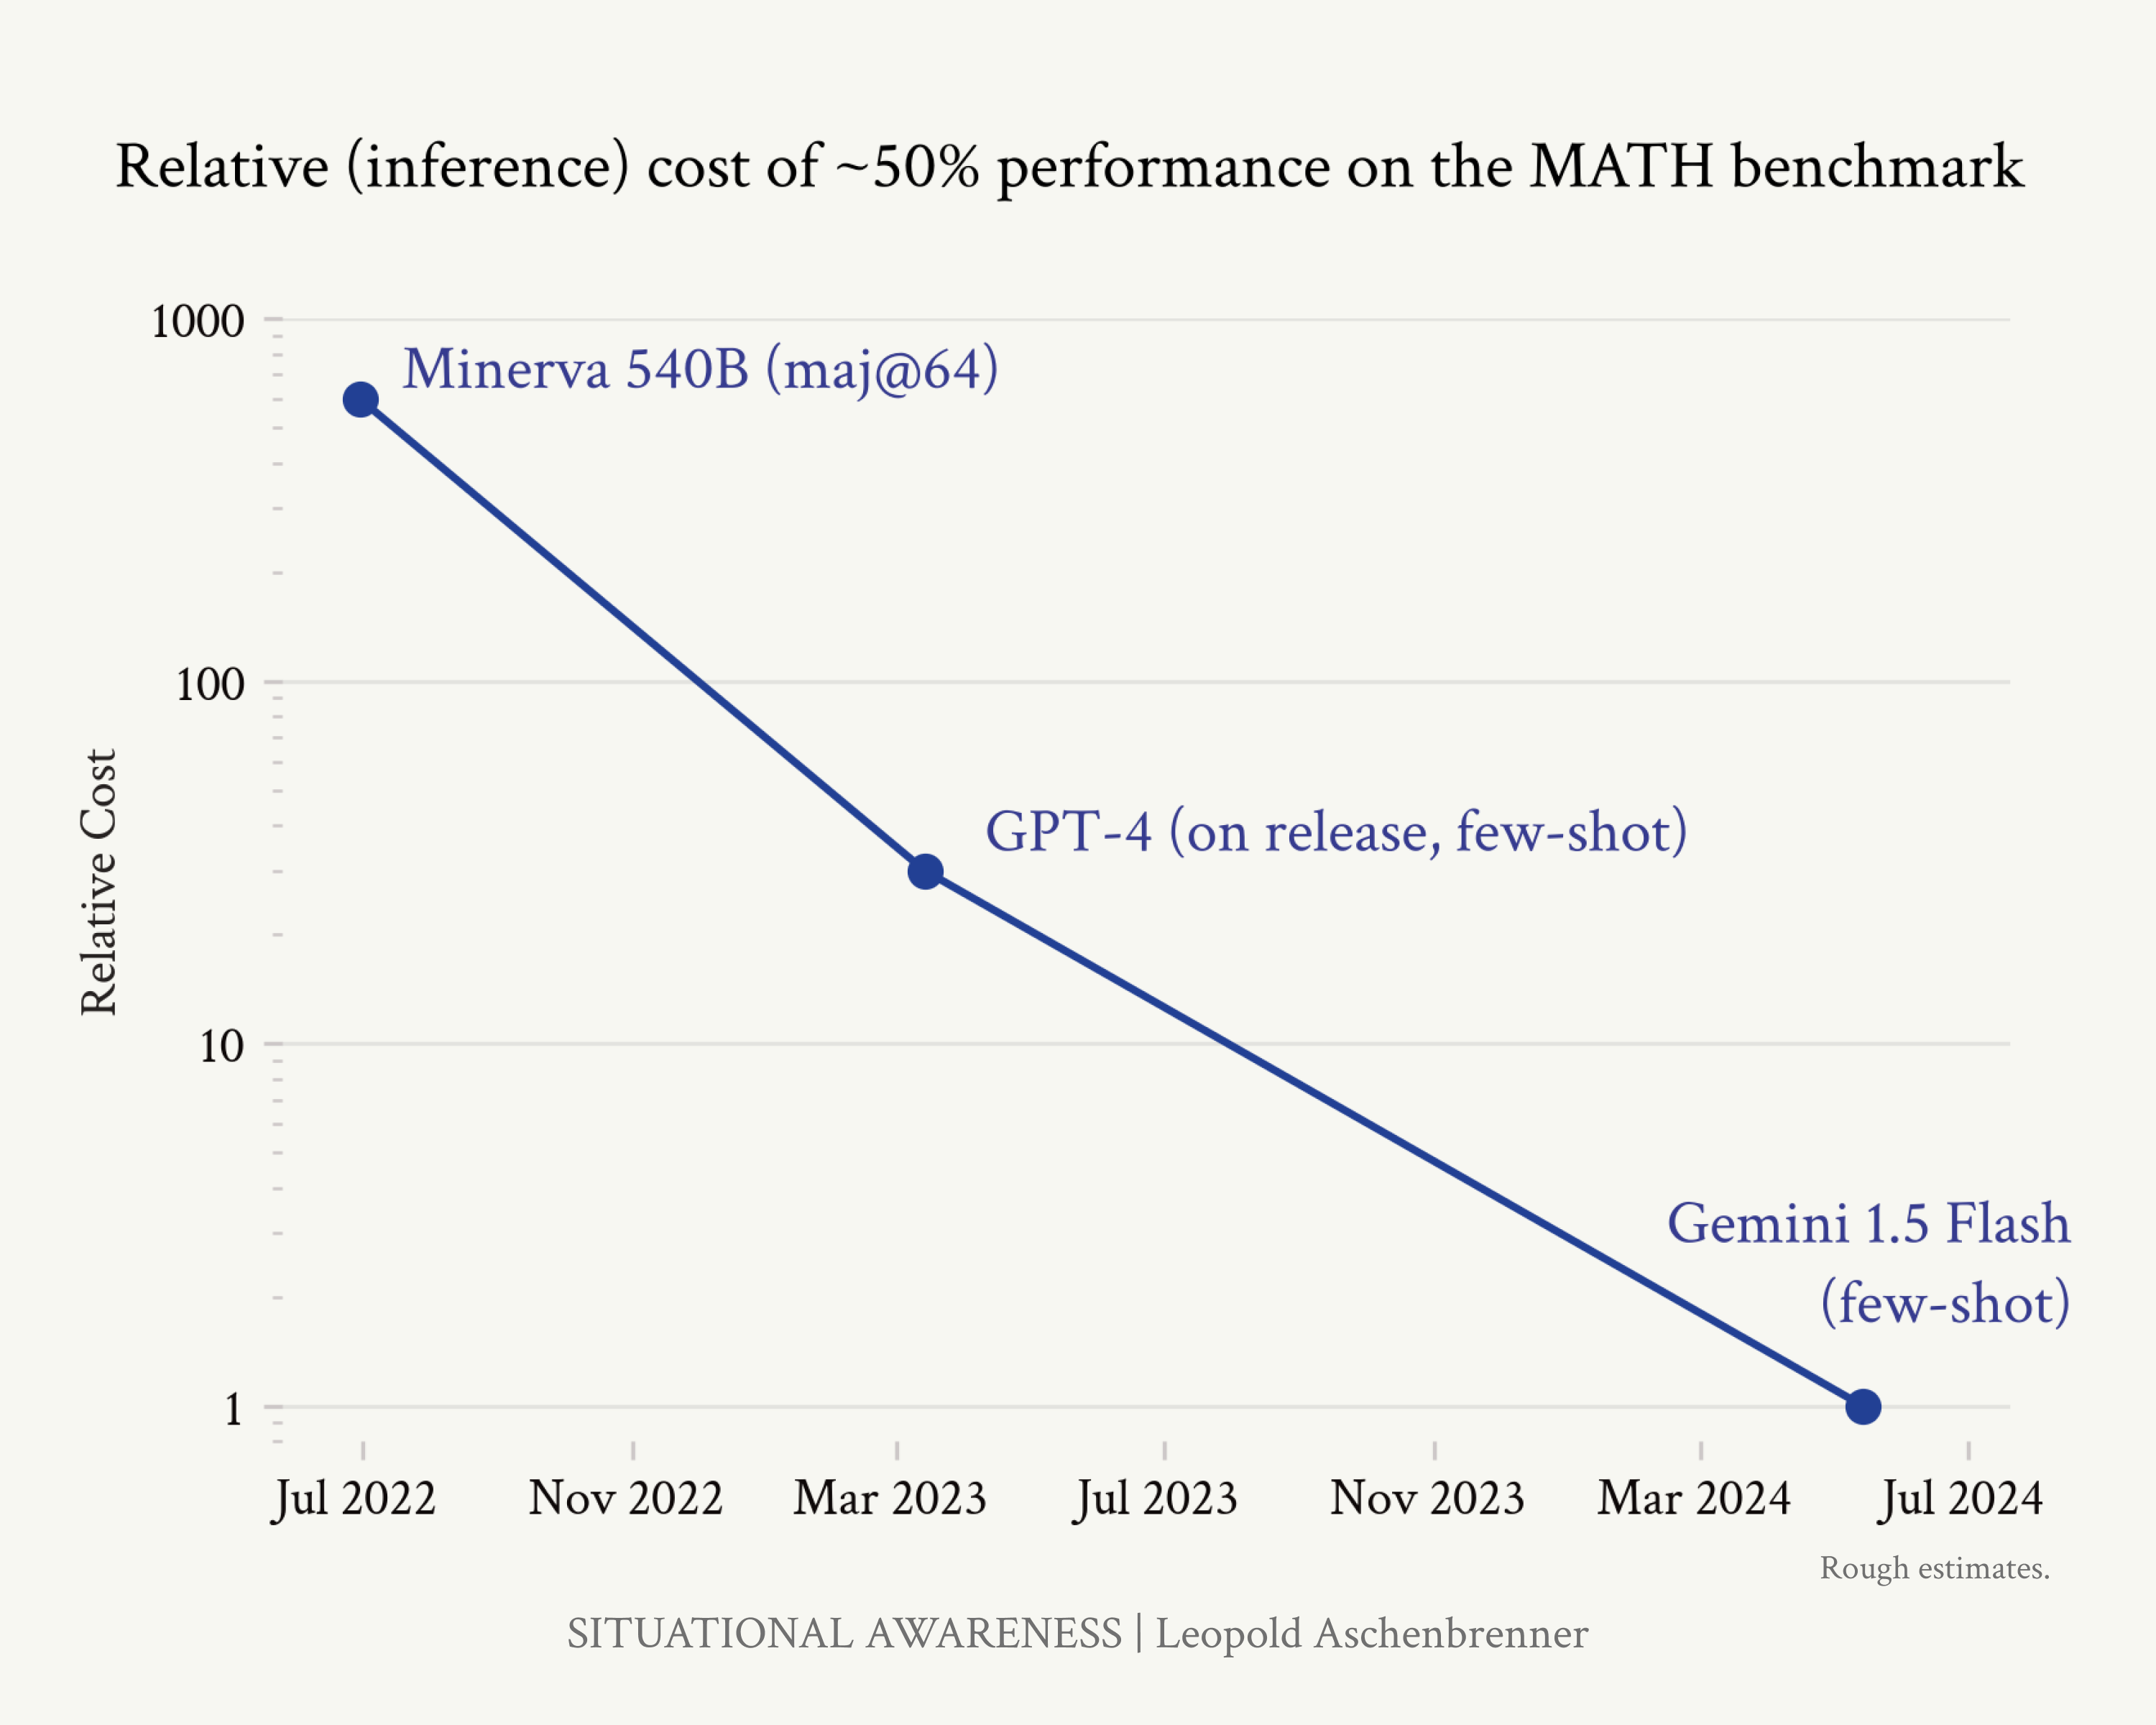 Relative (inference) cost of ~50% performance on the MATH benchmark
1000
Minerva 540B (maj@64)
100
Relative Cost
GPT-4 (on release, few-shot)
10
Gemini 1.5 Flash
(few-shot)
1
Jul 2022 Nov 2022 Mar 2023 Jul 2023 Nov 2023 Mar 2024 Jul 2024
Rough estimates.
SITUATIONAL AWARENESS | Leopold Aschenbrenner